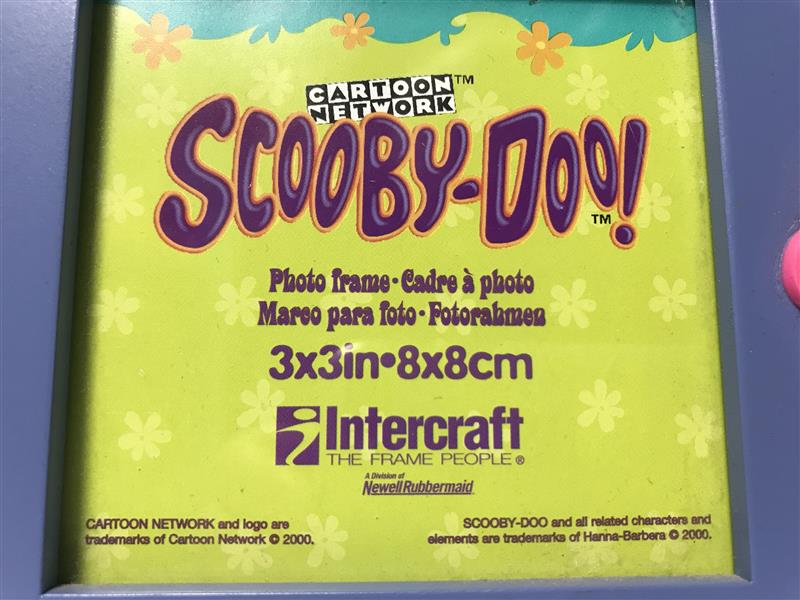 CARTOON NETWORK™
SCOOBY-DOO!™
Photo frame • Cadre à photo
Marco para foto • Fotorahmen
3x3in•8x8cm
Intercraft
THE FRAME PEOPLE®
A Division of
NewellRubbermaid
CARTOON NETWORK and logo are
trademarks of Cartoon Network © 2000.
SCOOBY-DOO and all related characters and
elements are trademarks of Hanna-Barbera © 2000.